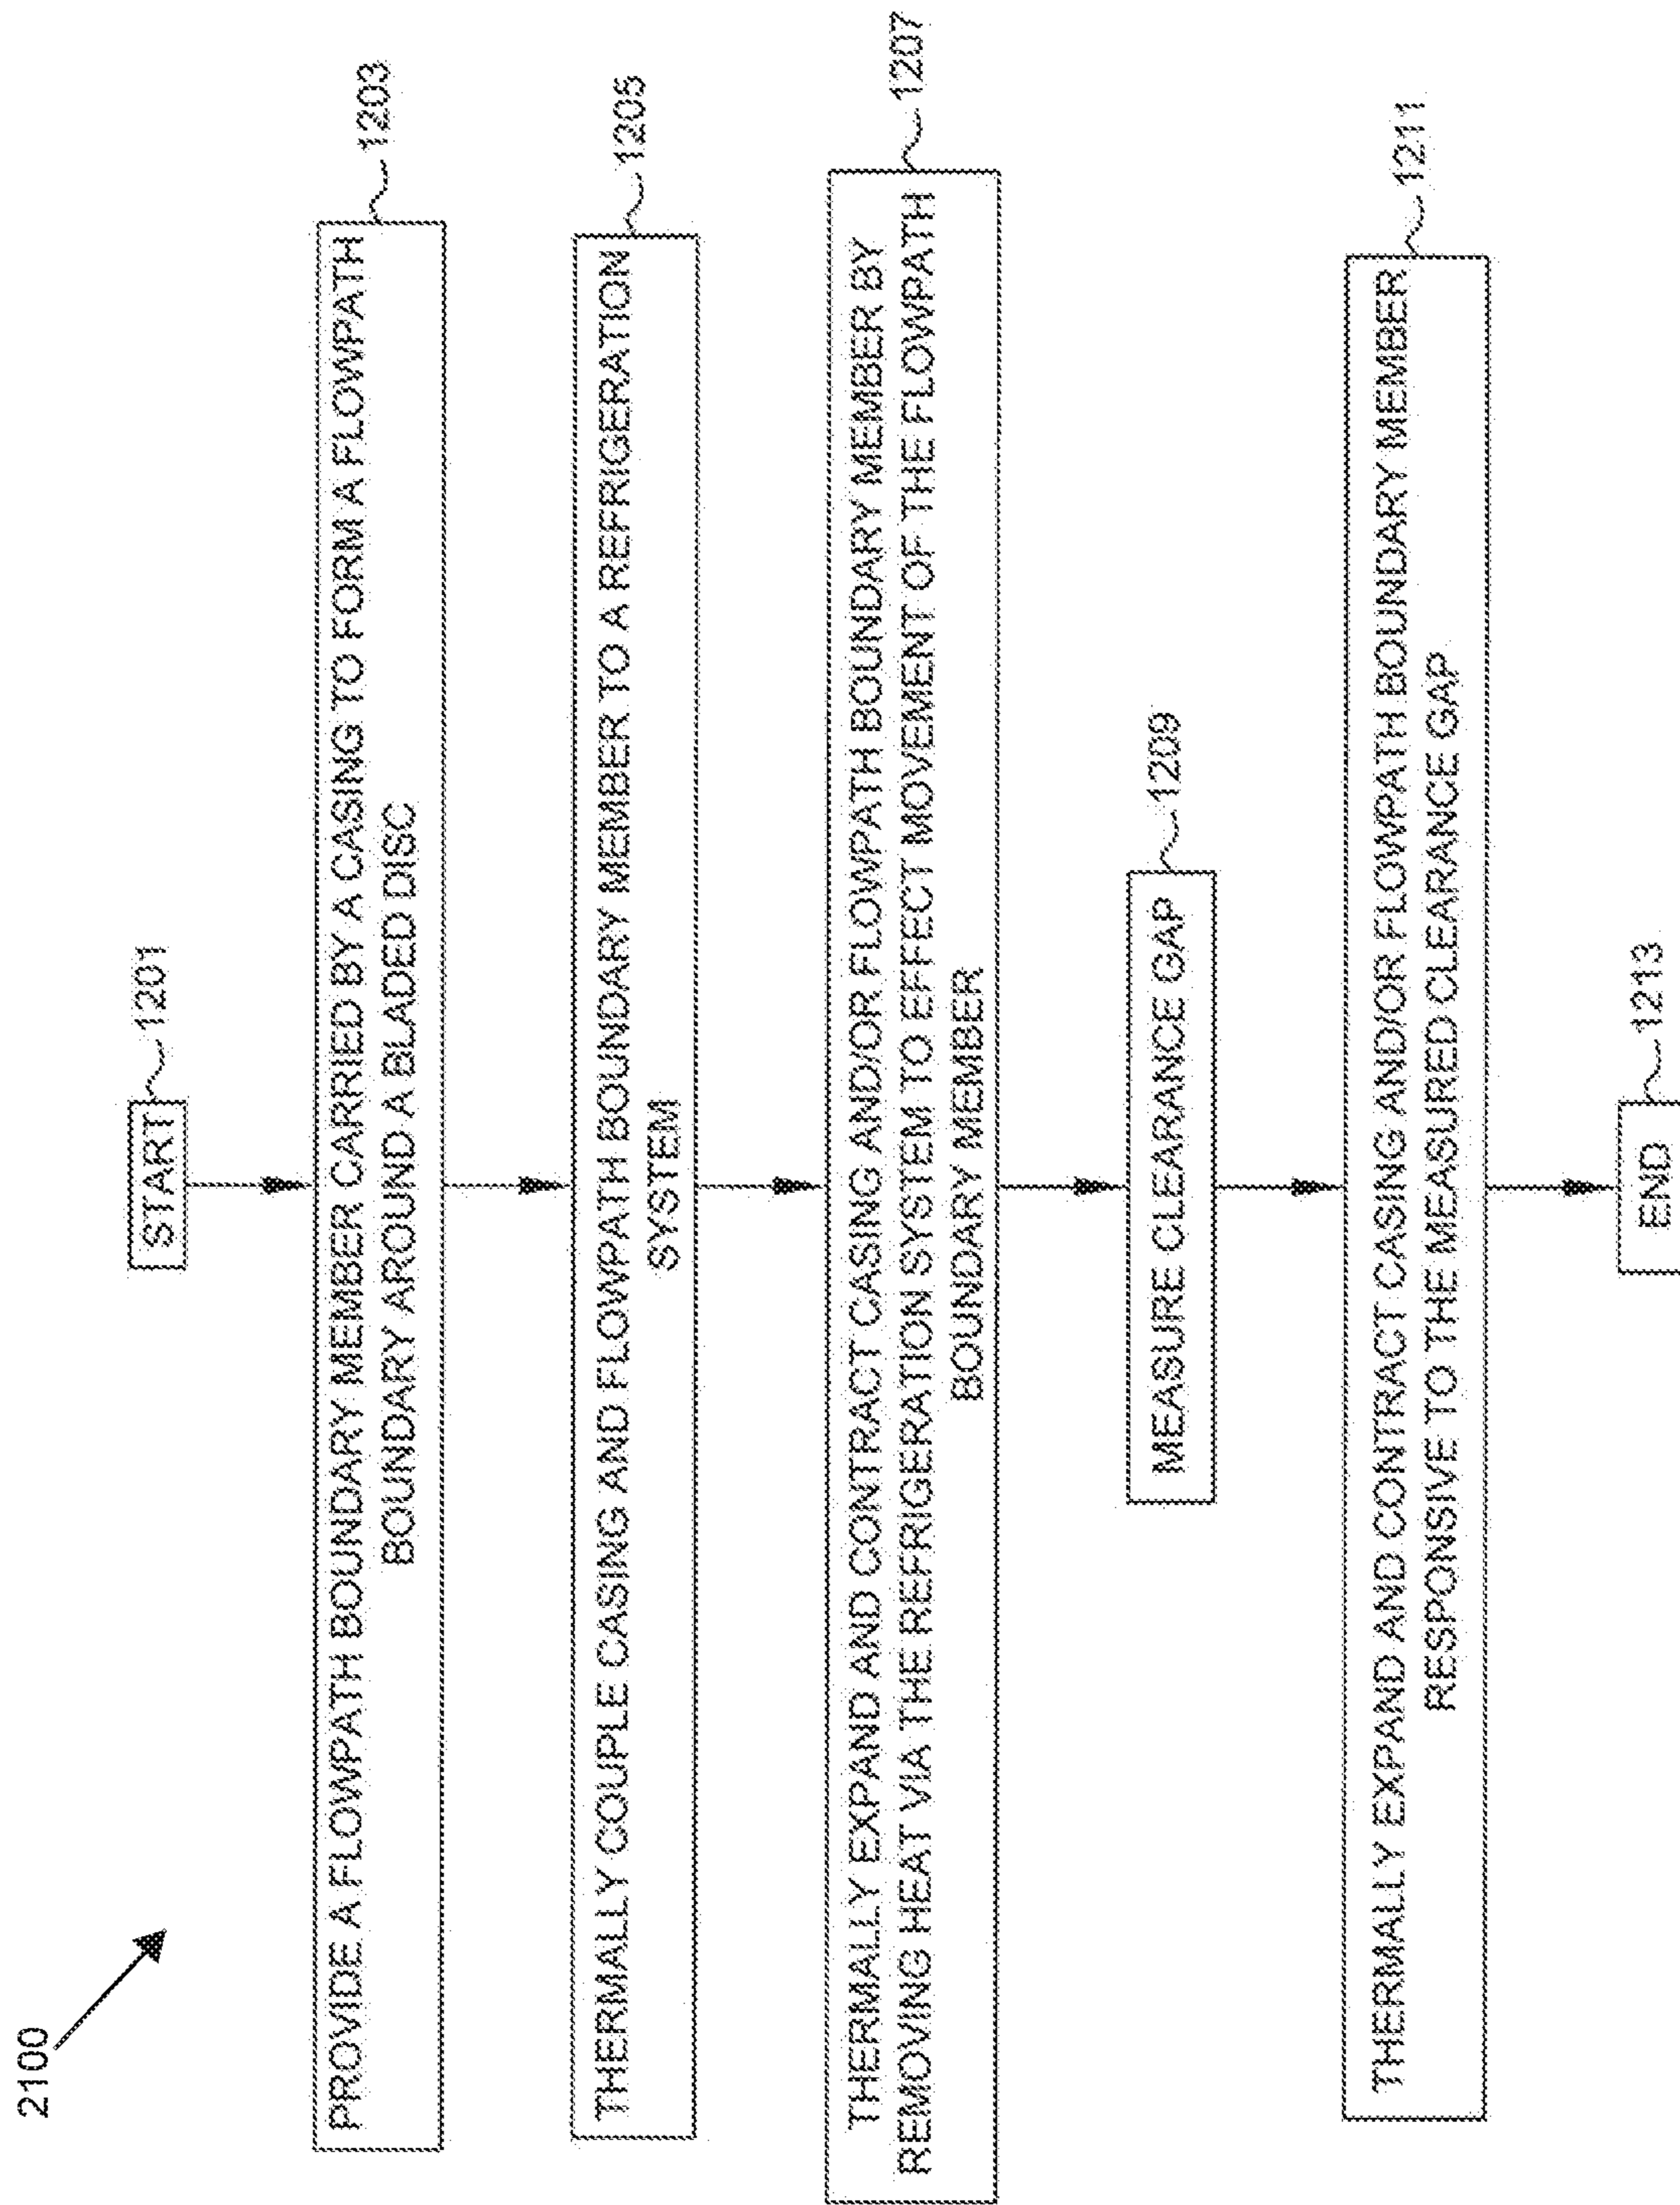 2100
START
1201
PROVIDE A FLOWPATH BOUNDARY MEMBER CARRIED BY A CASING TO FORM A FLOWPATH
BOUNDARY AROUND A BLADED DISC
1203
THERMALLY COUPLE CASING AND FLOWPATH BOUNDARY MEMBER TO A REFRIGERATION
SYSTEM
1205
THERMALLY EXPAND AND CONTRACT CASING AND/OR FLOWPATH BOUNDARY MEMBER BY
REMOVING HEAT VIA THE REFRIGERATION SYSTEM TO EFFECT MOVEMENT OF THE FLOWPATH
BOUNDARY MEMBER
1207
MEASURE CLEARANCE GAP
1209
THERMALLY EXPAND AND CONTRACT CASING AND/OR FLOWPATH BOUNDARY MEMBER
RESPONSIVE TO THE MEASURED CLEARANCE GAP
1211
END
1213